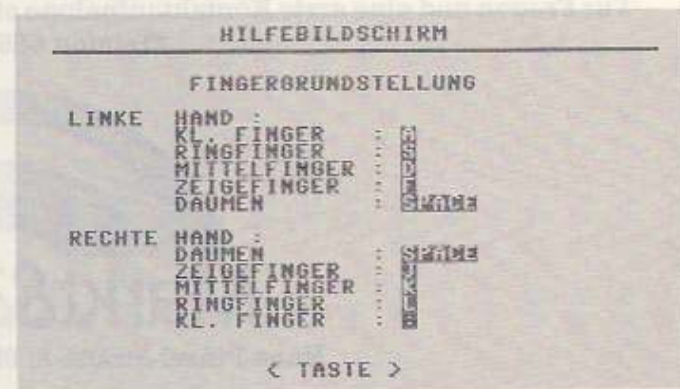 HILFEBILDSCHIRM
FINGERGRUNDSTELLUNG
LINKE HAND :
KL. FINGER : A
RINGFINGER : S
MITTELFINGER : D
ZEIGEFINGER : F
DAUMEN : SPACE
RECHTE HAND :
DAUMEN : SPACE
ZEIGEFINGER : J
MITTELFINGER : K
RINGFINGER : L
KL. FINGER :
< TASTE >